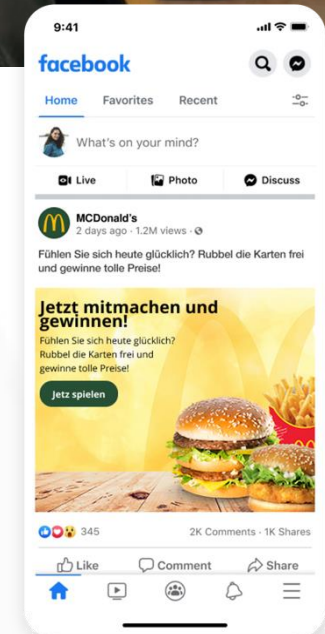 9:41
facebook
Home Favorites Recent
What's on your mind?
Live Photo Discuss
MCDonald's
2 days ago · 1.2M views ·
Fühlen Sie sich heute glücklich? Rubbel die Karten frei
und gewinne tolle Preise!
Jetzt mitmachen und
gewinnen!
Fühlen Sie sich heute glücklich?
Rubbel die Karten frei und
gewinne tolle Preise!
Jetz spielen
345 2K Comments · 1K Shares
Like Comment Share